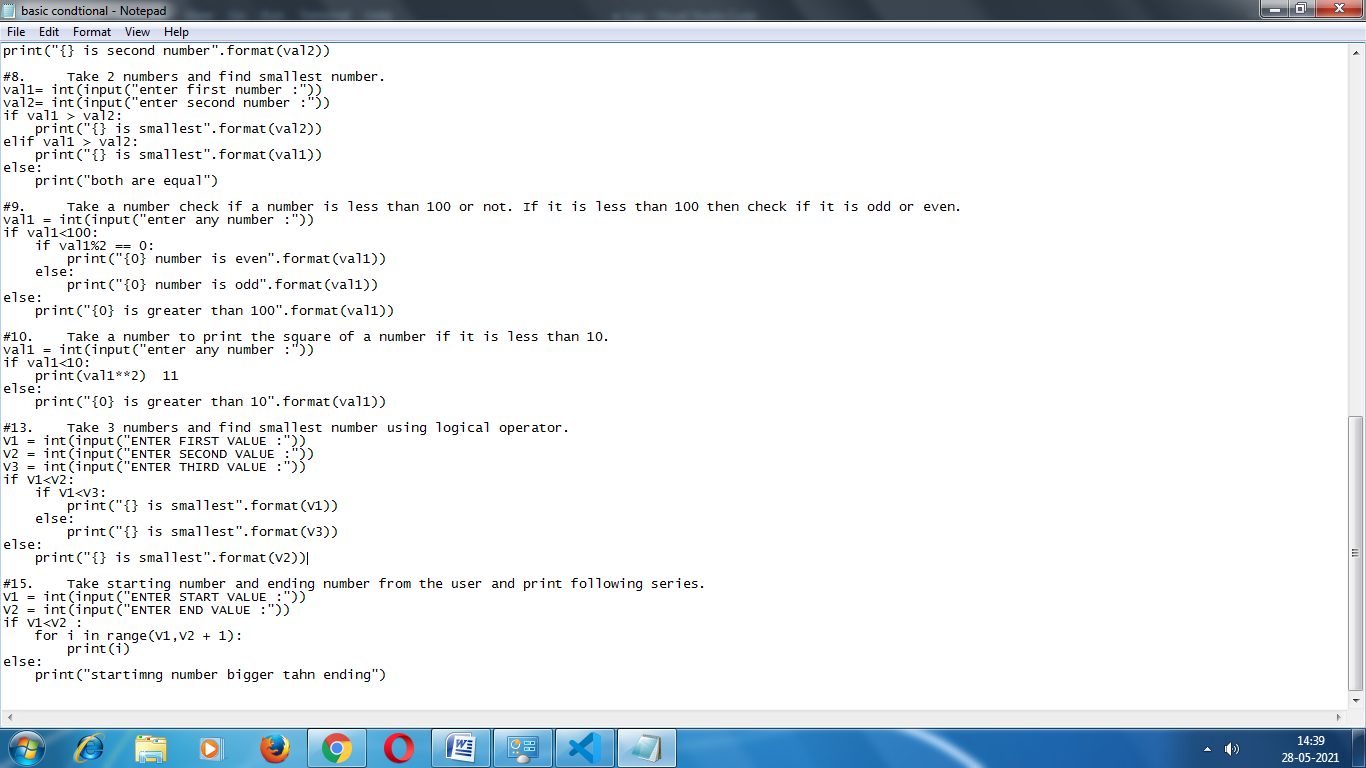 basic condtional - Notepad
File Edit Format View Help
print("{} is second number".format(val2))

#8.     Take 2 numbers and find smallest number.
val1= int(input("enter first number :"))
val2= int(input("enter second number :"))
if val1 > val2:
    print("{} is smallest".format(val2))
elif val1 > val2:
    print("{} is smallest".format(val1))
else:
    print("both are equal")

#9.     Take a number check if a number is less than 100 or not. If it is less than 100 then check if it is odd or even.
val1 = int(input("enter any number :"))
if val1<100:
    if val1%2 == 0:
        print("{0} number is even".format(val1))
    else:
        print("{0} number is odd".format(val1))
else:
    print("{0} is greater than 100".format(val1))

#10.    Take a number to print the square of a number if it is less than 10.
val1 = int(input("enter any number :"))
if val1<10:
    print(val1**2)  11
else:
    print("{0} is greater than 10".format(val1))

#13.    Take 3 numbers and find smallest number using logical operator.
V1 = int(input("ENTER FIRST VALUE :"))
V2 = int(input("ENTER SECOND VALUE :"))
V3 = int(input("ENTER THIRD VALUE :"))
if V1<V2:
    if V1<V3:
        print("{} is smallest".format(V1))
    else:
        print("{} is smallest".format(V3))
else:
    print("{} is smallest".format(V2))

#15.    Take starting number and ending number from the user and print following series.
V1 = int(input("ENTER START VALUE :"))
V2 = int(input("ENTER END VALUE :"))
if V1<V2 :
    for i in range(V1,V2 + 1):
        print(i)
else:
    print("startimng number bigger tahn ending")
14:39
28-05-2021